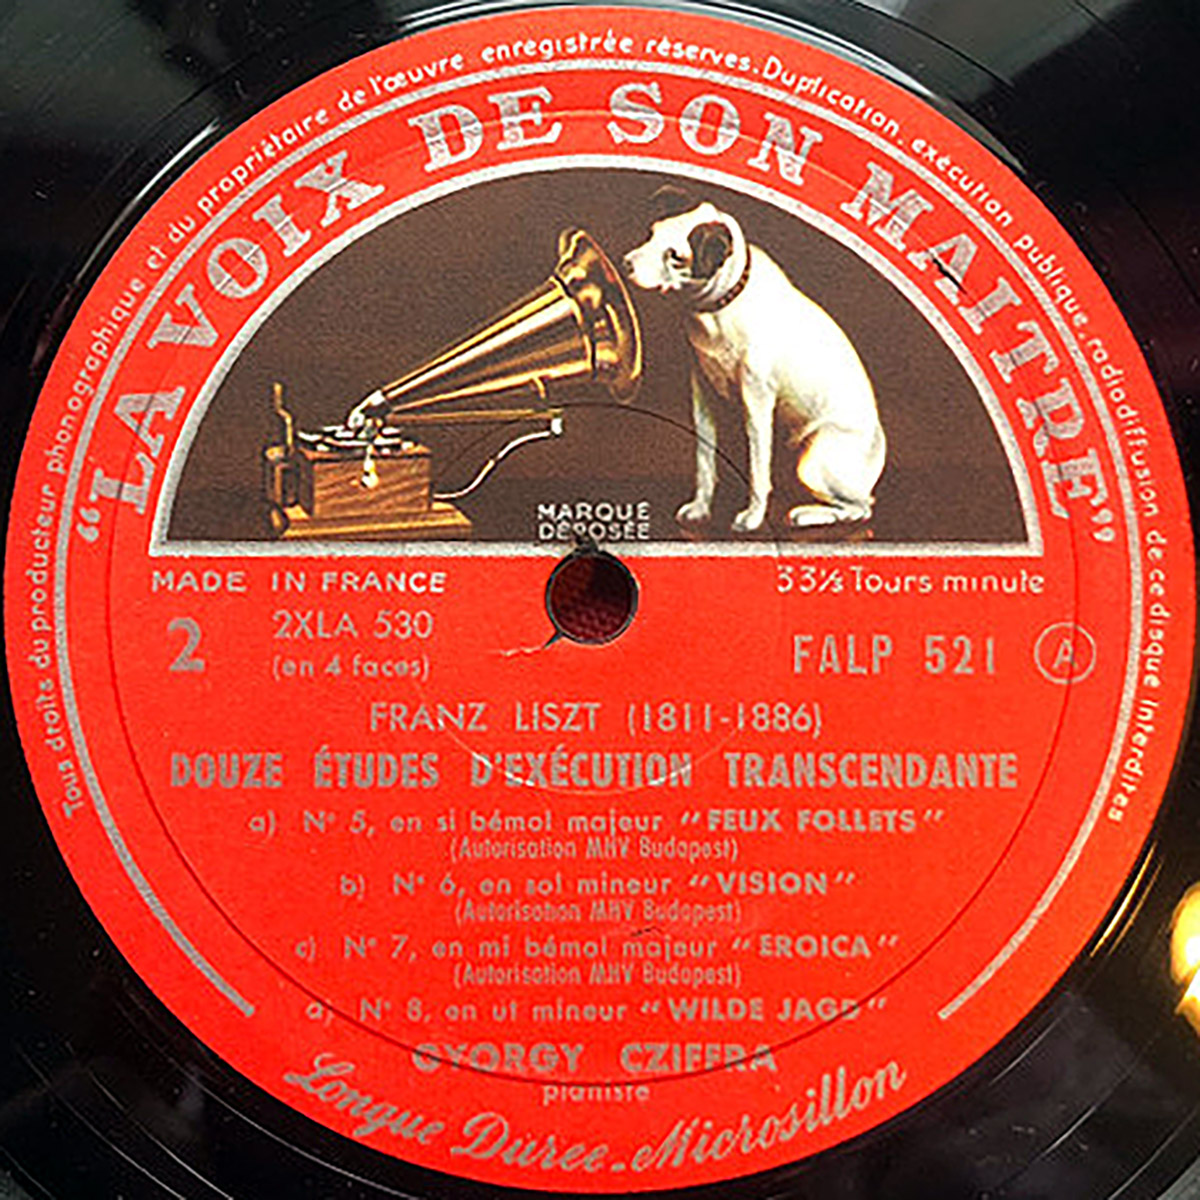 Tous droits du producteur phonographique et du propriétaire de l'œuvre enregistrée réservés. Duplication, exécution publique, radiodiffusion de ce disque interdites
“LA VOIX DE SON MAITRE”
MARQUE
DÉPOSÉE
MADE IN FRANCE
33⅓ Tours minute
2
2XLA 530
(en 4 faces)
FALP 521 A
FRANZ LISZT (1811-1886)
DOUZE ÉTUDES D'EXÉCUTION TRANSCENDANTE
a) N° 5, en si bémol majeur "FEUX FOLLETS"
(Autorisation MHV Budapest)
b) N° 6, en sol mineur "VISION"
(Autorisation MHV Budapest)
c) N° 7, en mi bémol majeur "EROICA"
(Autorisation MHV Budapest)
d) N° 8, en ut mineur "WILDE JAGD"
GYORGY CZIFFRA
pianiste
Longue Durée-Microsillon